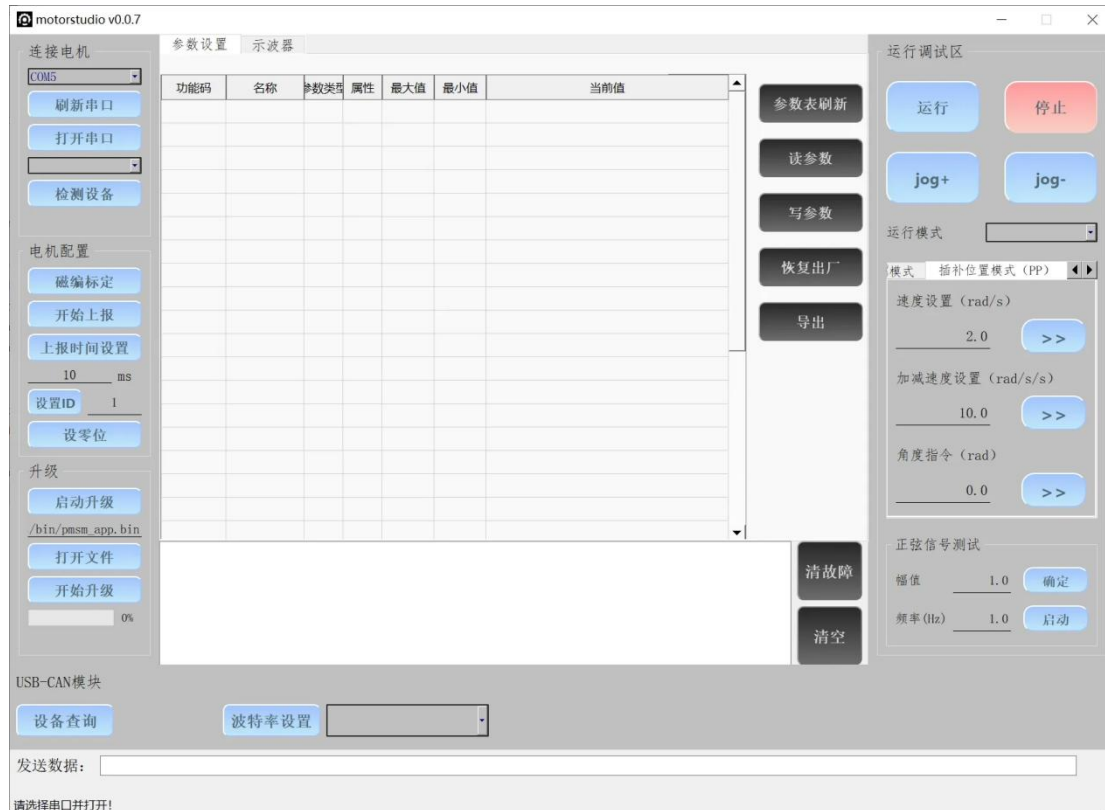 motorstudio v0.0.7
连接电机
COM5
刷新串口
打开串口
检测设备
电机配置
磁编标定
开始上报
上报时间设置
10 ms
设置ID 1
设零位
升级
启动升级
/bin/pmsm_app.bin
打开文件
开始升级
0%
参数设置 示波器
功能码 名称 参数类型 属性 最大值 最小值 当前值
参数表刷新
读参数
写参数
恢复出厂
导出
清故障
清空
运行调试区
运行 停止
jog+ jog-
运行模式
模式 插补位置模式（PP）
速度设置（rad/s）
2.0 >>
加减速度设置（rad/s/s）
10.0 >>
角度指令（rad）
0.0 >>
正弦信号测试
幅值 1.0 确定
频率(Hz) 1.0 启动
USB-CAN模块
设备查询 波特率设置
发送数据：
请选择串口并打开!